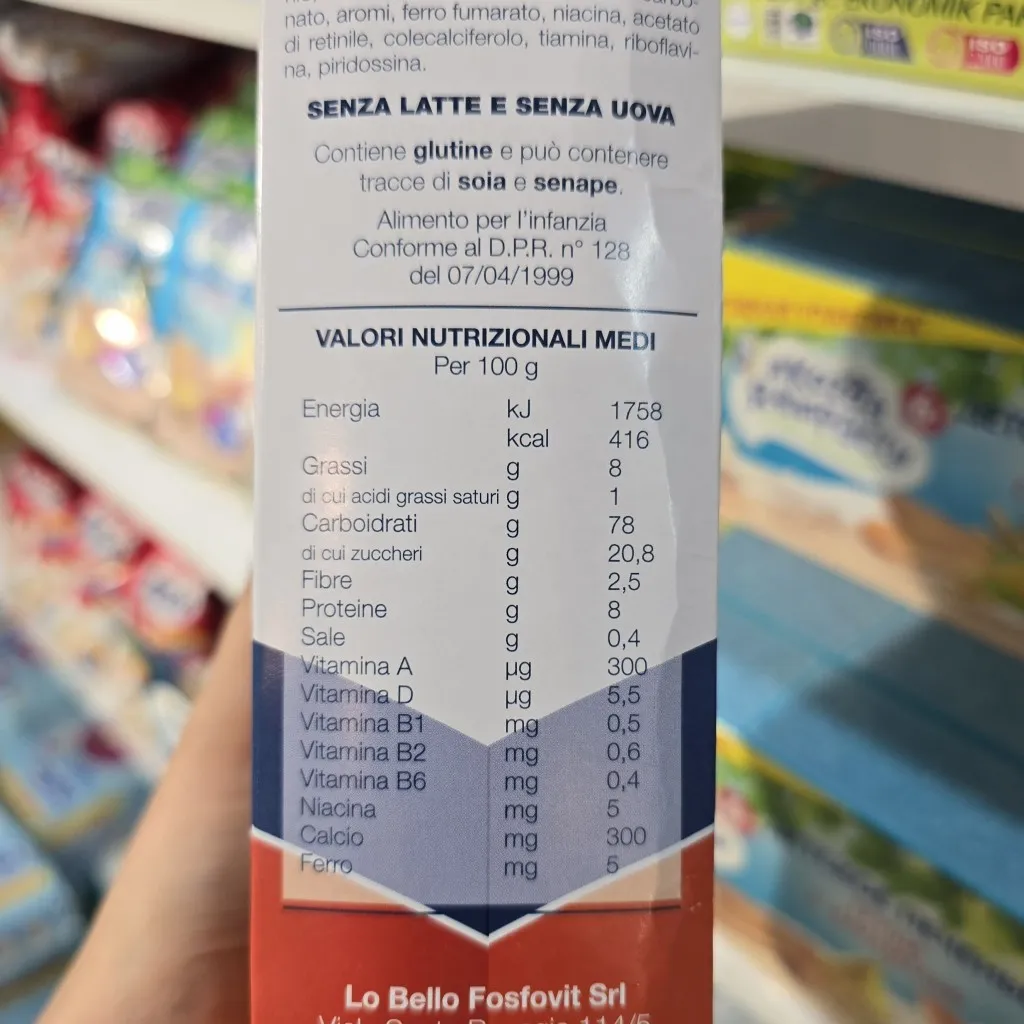 nato, aromi, ferro fumarato, niacina, acetato
di retinile, colecalciferolo, tiamina, riboflavi-
na, piridossina.
SENZA LATTE E SENZA UOVA
Contiene glutine e può contenere
tracce di soia e senape.
Alimento per l'infanzia
Conforme al D.P.R. n° 128
del 07/04/1999
VALORI NUTRIZIONALI MEDI
Per 100 g
Energia kJ 1758
kcal 416
Grassi g 8
di cui acidi grassi saturi g 1
Carboidrati g 78
di cui zuccheri g 20,8
Fibre g 2,5
Proteine g 8
Sale g 0,4
Vitamina A µg 300
Vitamina D µg 5,5
Vitamina B1 mg 0,5
Vitamina B2 mg 0,6
Vitamina B6 mg 0,4
Niacina mg 5
Calcio mg 300
Ferro mg 5
Lo Bello Fosfovit Srl
ISO
ISO